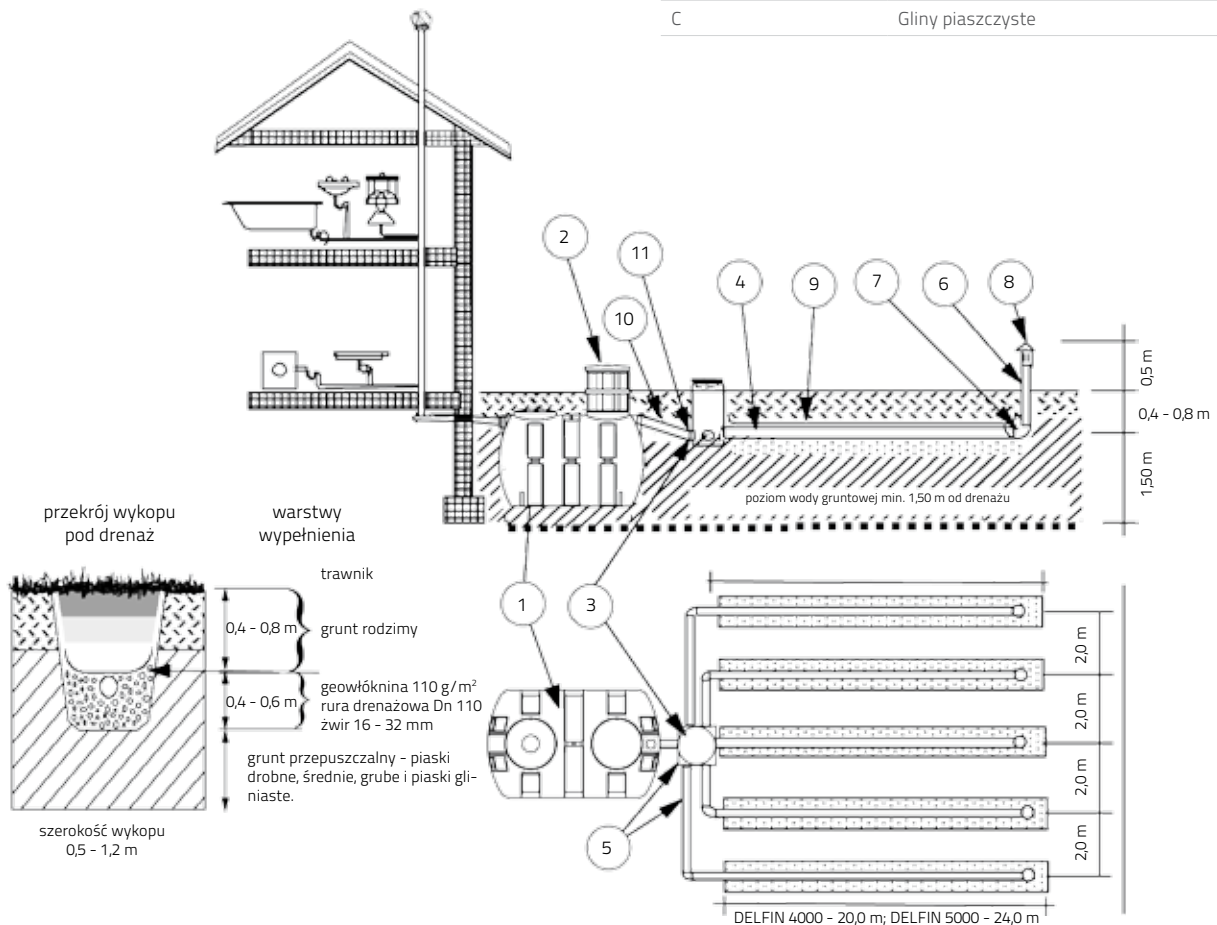 C Gliny piaszczyste
2
11
10
4
9
7
6
8
0,5 m
0,4 - 0,8 m
1,50 m
poziom wody gruntowej min. 1,50 m od drenażu
przekrój wykopu
pod drenaż
warstwy
wypełnienia
trawnik
0,4 - 0,8 m
grunt rodzimy
0,4 - 0,6 m
geowłóknina 110 g/m²
rura drenażowa Dn 110
żwir 16 - 32 mm
grunt przepuszczalny - piaski
drobne, średnie, grube i piaski gli-
niaste.
szerokość wykopu
0,5 - 1,2 m
1
3
5
2,0 m
2,0 m
2,0 m
2,0 m
DELFIN 4000 - 20,0 m; DELFIN 5000 - 24,0 m